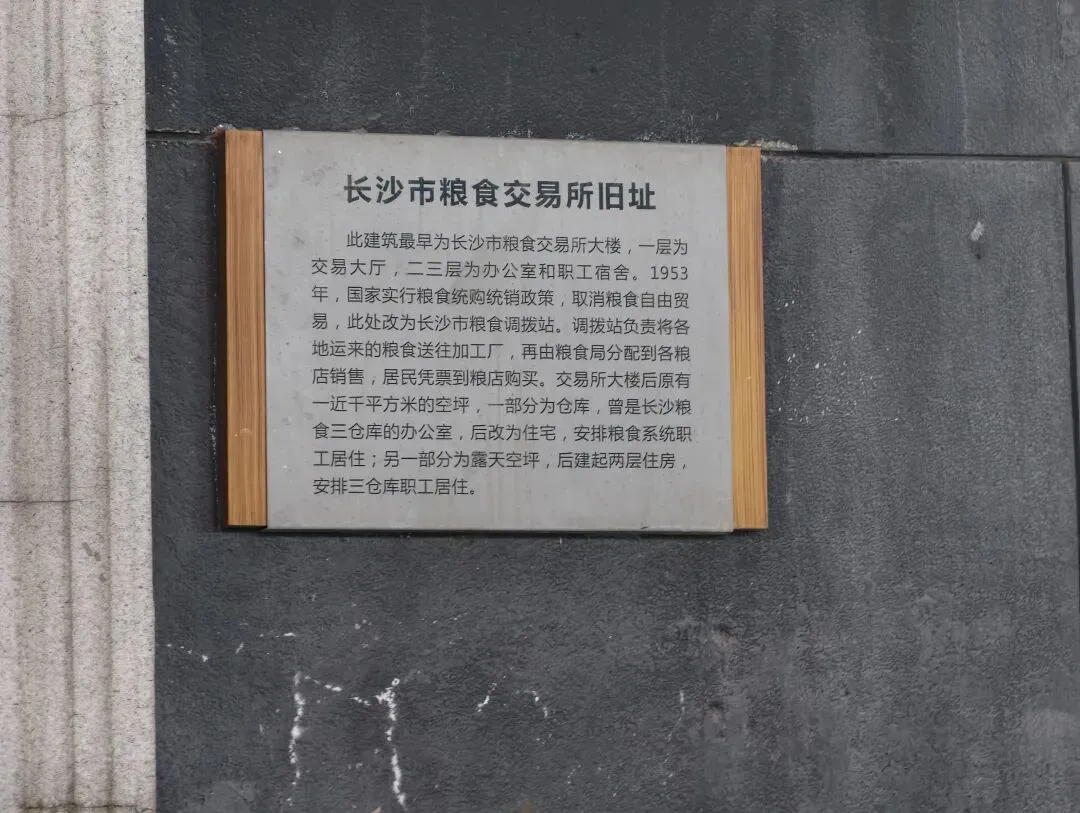 长沙市粮食交易所旧址
此建筑最早为长沙市粮食交易所大楼，一层为
交易大厅，二三层为办公室和职工宿舍。1953
年，国家实行粮食统购统销政策，取消粮食自由贸
易，此处改为长沙市粮食调拨站。调拨站负责将各
地运来的粮食送往加工厂，再由粮食局分配到各粮
店销售，居民凭票到粮店购买。交易所大楼后原有
一近千平方米的空坪，一部分为仓库，曾是长沙粮
食三仓库的办公室，后改为住宅，安排粮食系统职
工居住；另一部分为露天空坪，后建起两层住房，
安排三仓库职工居住。